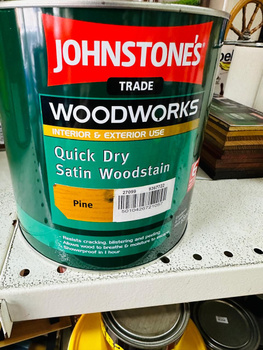 JOHNSTONE'S
TRADE
WOODWORKS
INTERIOR & EXTERIOR USE
Quick Dry
Satin Woodstain
Pine
Resists cracking, blistering and peeling
Allows wood to breathe & moisture to escape
Showerproof in 1 hour